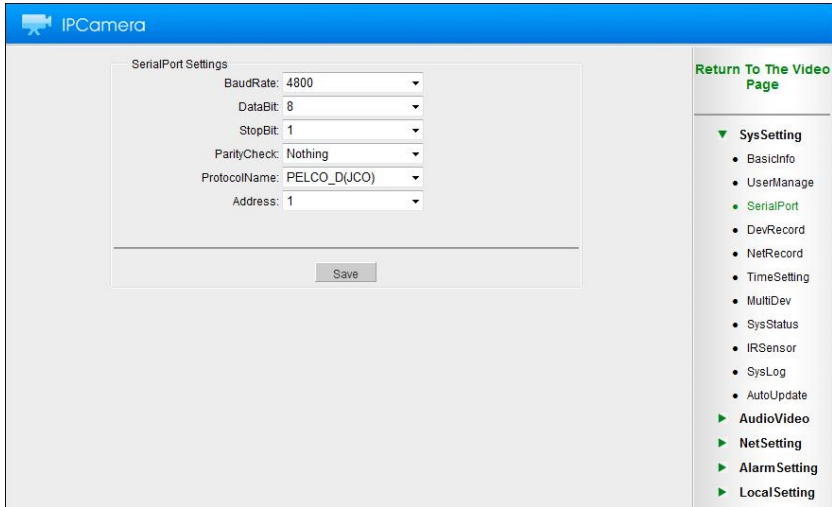 IPCamera
SerialPort Settings
BaudRate: 4800
DataBit: 8
StopBit: 1
ParityCheck: Nothing
ProtocolName: PELCO_D(JCO)
Address: 1
Save
Return To The Video
Page
SysSetting
BasicInfo
UserManage
SerialPort
DevRecord
NetRecord
TimeSetting
MultiDev
SysStatus
IRSensor
SysLog
AutoUpdate
AudioVideo
NetSetting
AlarmSetting
LocalSetting